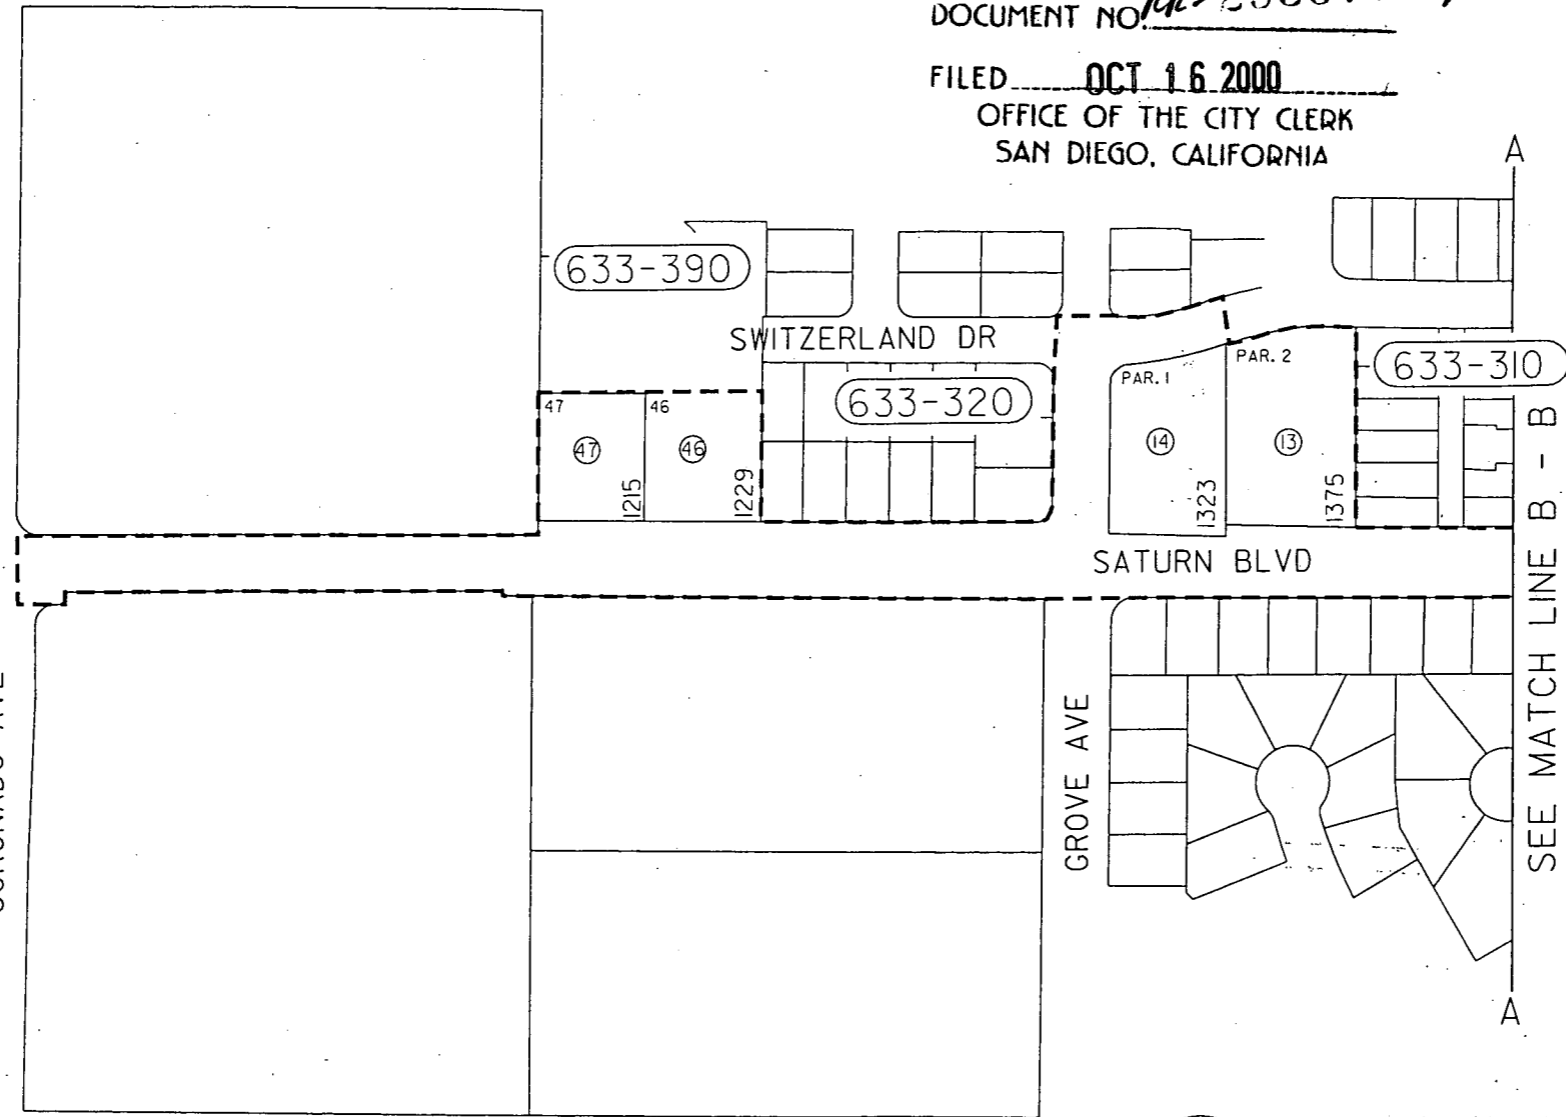 DOCUMENT NO.
FILED OCT 16 2000
OFFICE OF THE CITY CLERK
SAN DIEGO, CALIFORNIA
A
633-390
SWITZERLAND DR
633-320
PAR. 1
PAR. 2
633-310
47
46
47
46
14
13
1215
1229
1323
1375
SATURN BLVD
GROVE AVE
SEE MATCH LINE B - B
A